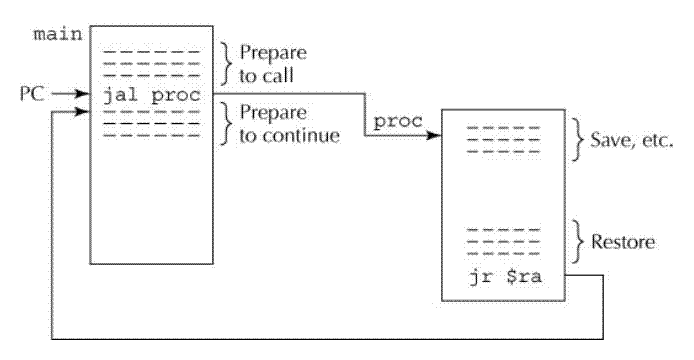 main
Prepare
to call
PC
jal proc
Prepare
to continue
proc
Save, etc.
Restore
jr $ra